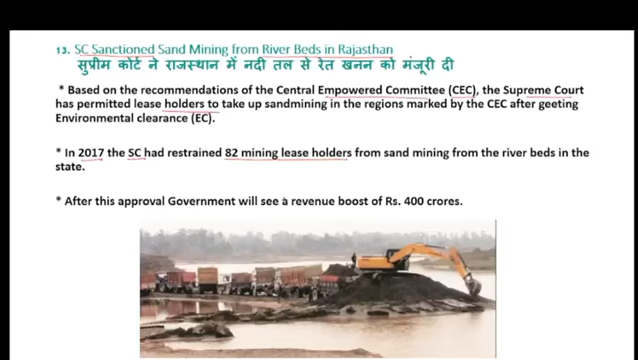 13. SC Sanctioned Sand Mining from River Beds in Rajasthan
सुप्रीम कोर्ट ने राजस्थान में नदी तल से रेत खनन को मंजूरी दी
* Based on the recommendations of the Central Empowered Committee (CEC), the Supreme Court
has permitted lease holders to take up sandmining in the regions marked by the CEC after geeting
Environmental clearance (EC).
* In 2017 the SC had restrained 82 mining lease holders from sand mining from the river beds in the
state.
* After this approval Government will see a revenue boost of Rs. 400 crores.